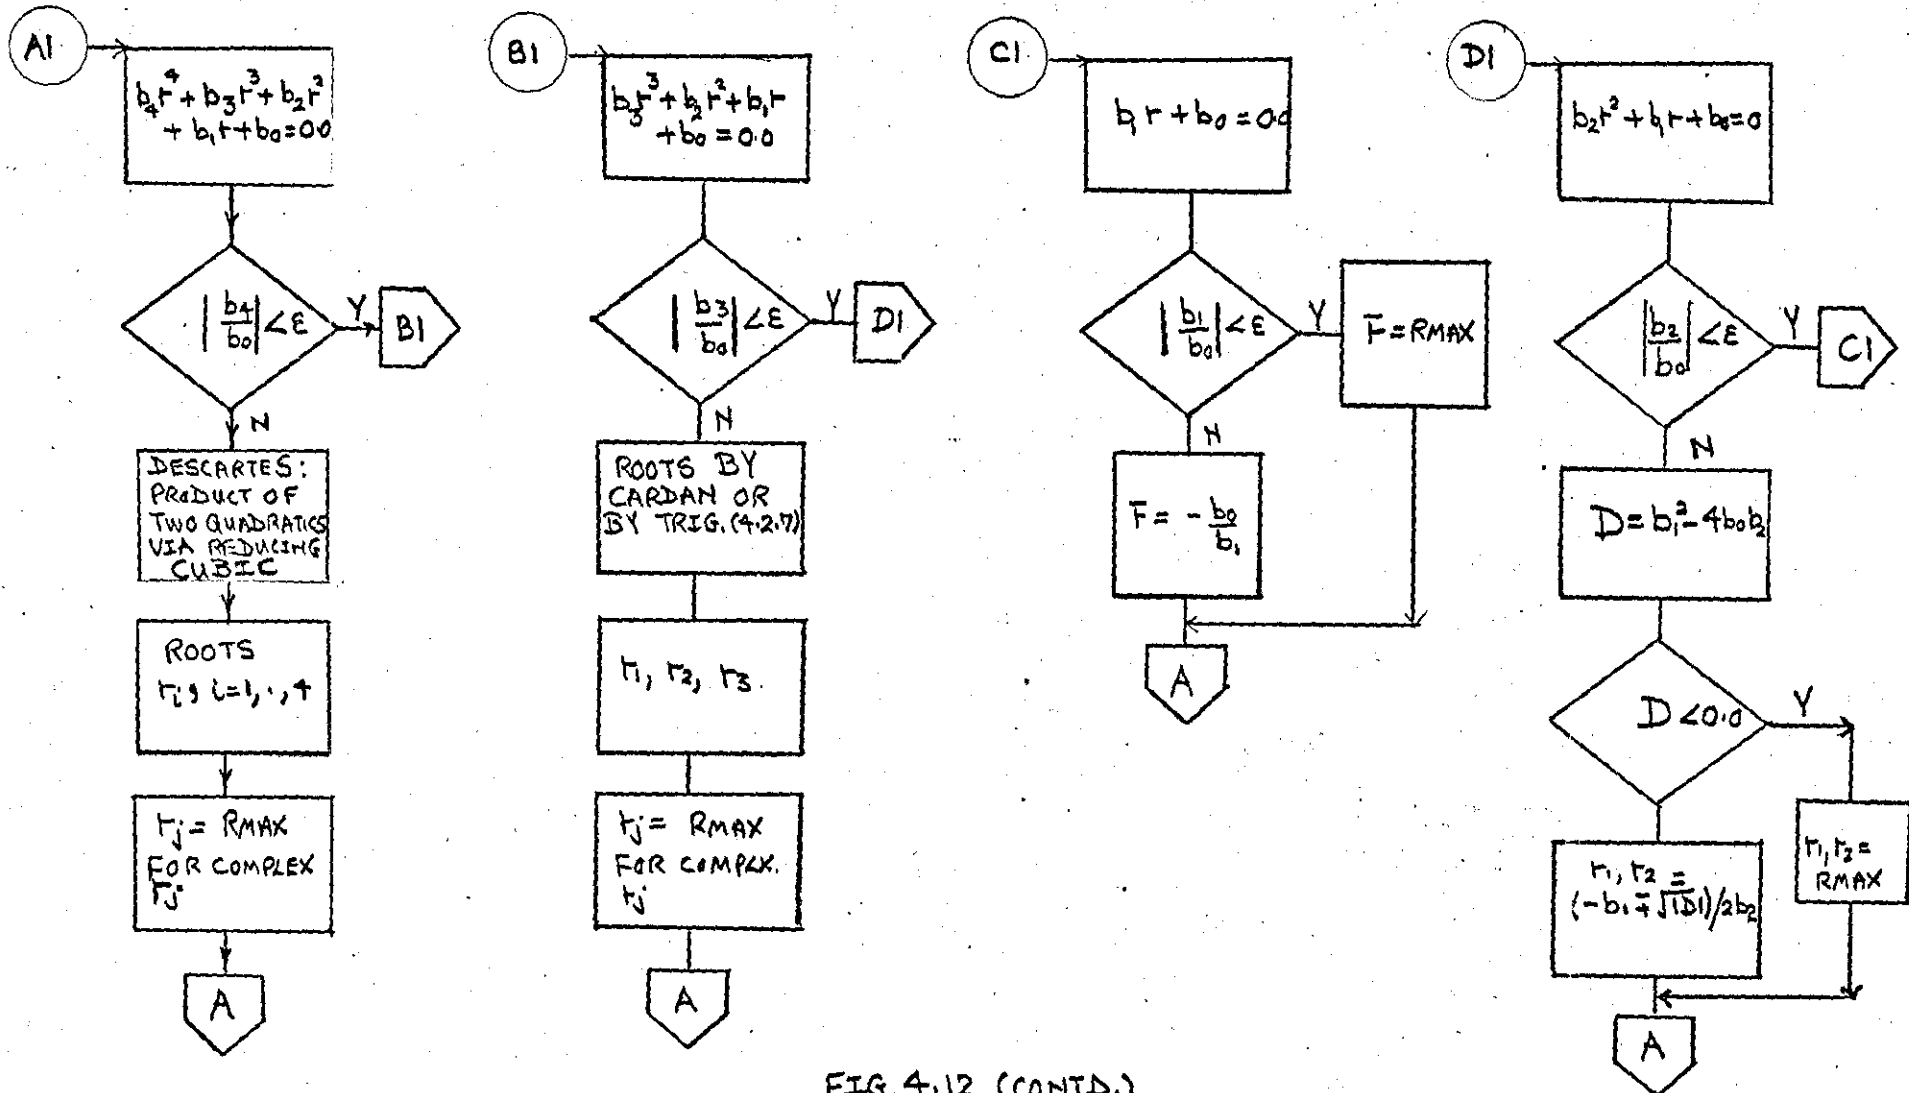 A1
b₄r⁴ + b₃r³ + b₂r²
+ b₁r + b₀ = 0.0
|b₄/b₀| < ε
Y
B1
N
DESCARTES:
PRODUCT OF
TWO QUADRATICS
VIA REDUCING
CUBIC
ROOTS
rᵢ, i=1,.,4
rⱼ = RMAX
FOR COMPLEX
rⱼ
A
B1
b₃r³ + b₂r² + b₁r
+ b₀ = 0.0
|b₃/b₀| < ε
Y
D1
N
ROOTS BY
CARDAN OR
BY TRIG. (4.2.7)
r₁, r₂, r₃.
rⱼ = RMAX
FOR COMPLX.
rⱼ
A
C1
b₁r + b₀ = 0.0
|b₁/b₀| < ε
Y
r̄ = RMAX
N
r̄ = -b₀/b₁
A
D1
b₂r² + b₁r + b₀ = 0
|b₂/b₀| < ε
Y
C1
N
D = b₁² - 4b₀b₂
D < 0.0
Y
r₁, r₂ =
(-b₁ ∓ √|D|)/2b₂
r₁, r₂ =
RMAX
A
FIG. 4.12 (CONTD.)